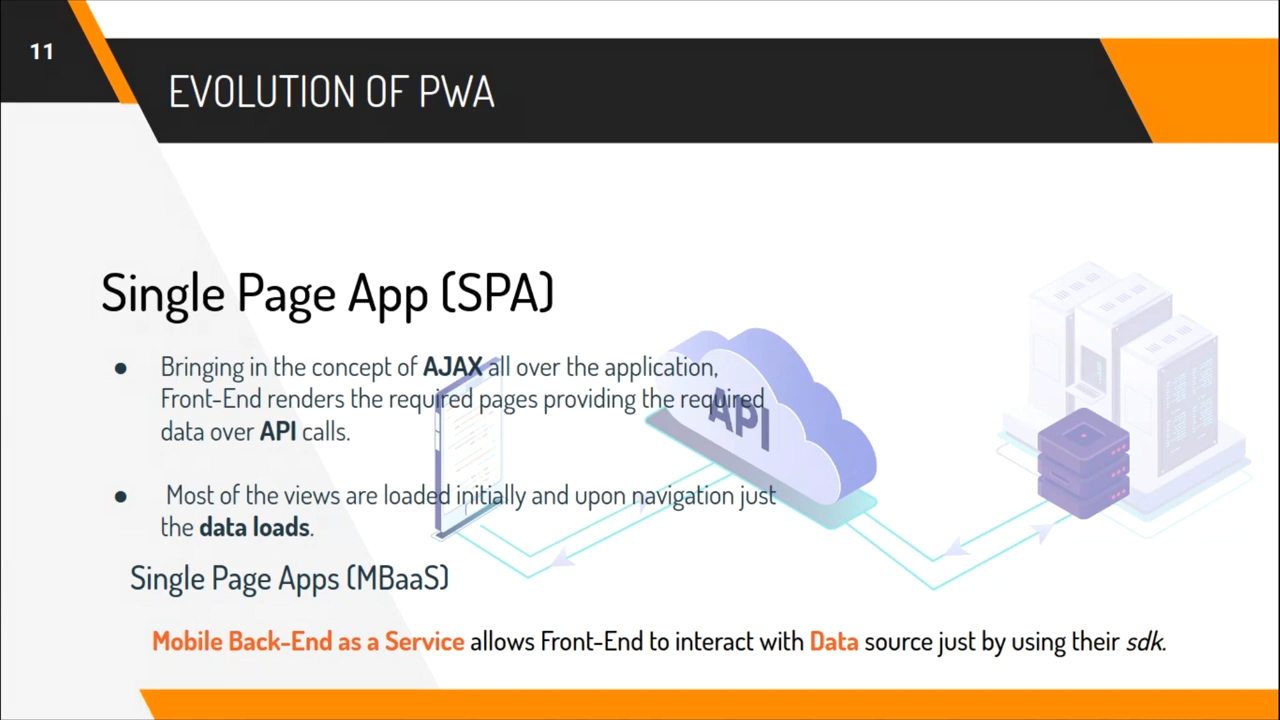 11
EVOLUTION OF PWA
Single Page App (SPA)
● Bringing in the concept of AJAX all over the application,
Front-End renders the required pages providing the required
data over API calls.
● Most of the views are loaded initially and upon navigation just
the data loads.
API
Single Page Apps (MBaaS)
Mobile Back-End as a Service allows Front-End to interact with Data source just by using their sdk.